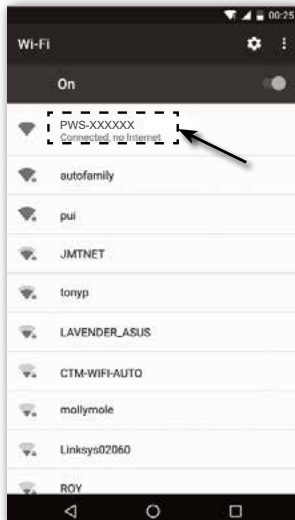 00:25
Wi-Fi
On
PWS-XXXXXX
Connected, no Internet
autofamily
pui
JMTNET
tonyp
LAVENDER_ASUS
CTM-WIFI-AUTO
mollymole
Linksys02060
ROY